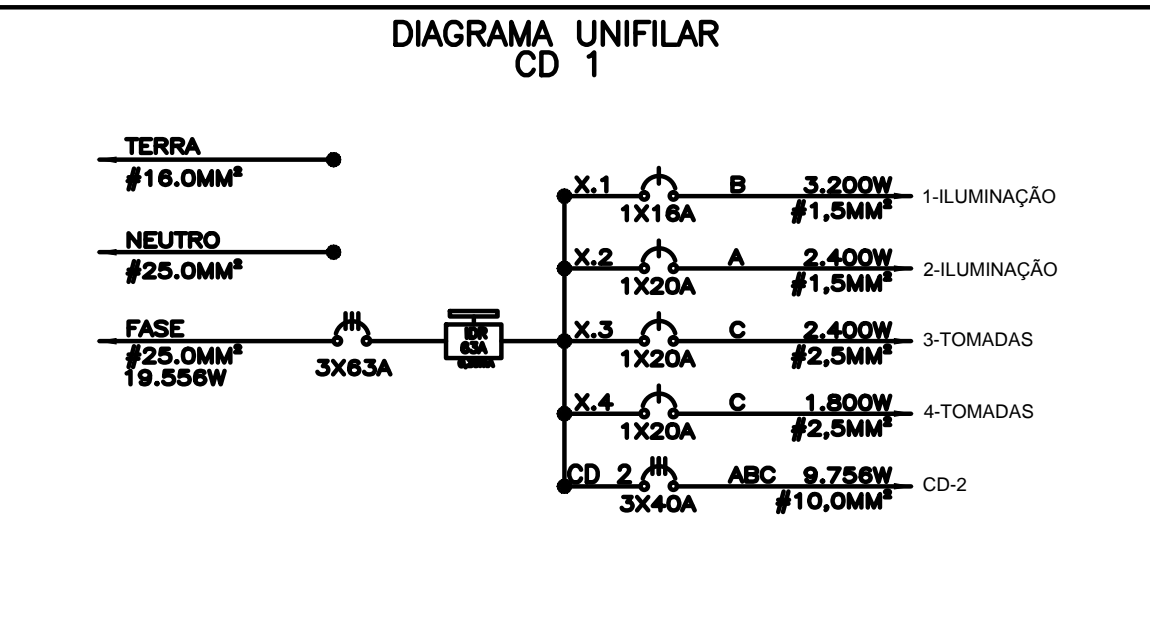 DIAGRAMA UNIFILAR
CD 1
TERRA
#16.0MM²
NEUTRO
#25.0MM²
FASE
#25.0MM²
19.556W
3X63A
IDR
63A
X.1 B 3.200W 1-ILUMINAÇÃO
1X16A #1,5MM²
X.2 A 2.400W 2-ILUMINAÇÃO
1X20A #1,5MM²
X.3 C 2.400W 3-TOMADAS
1X20A #2,5MM²
X.4 C 1.800W 4-TOMADAS
1X20A #2,5MM²
CD 2 ABC 9.756W CD-2
3X40A #10,0MM²